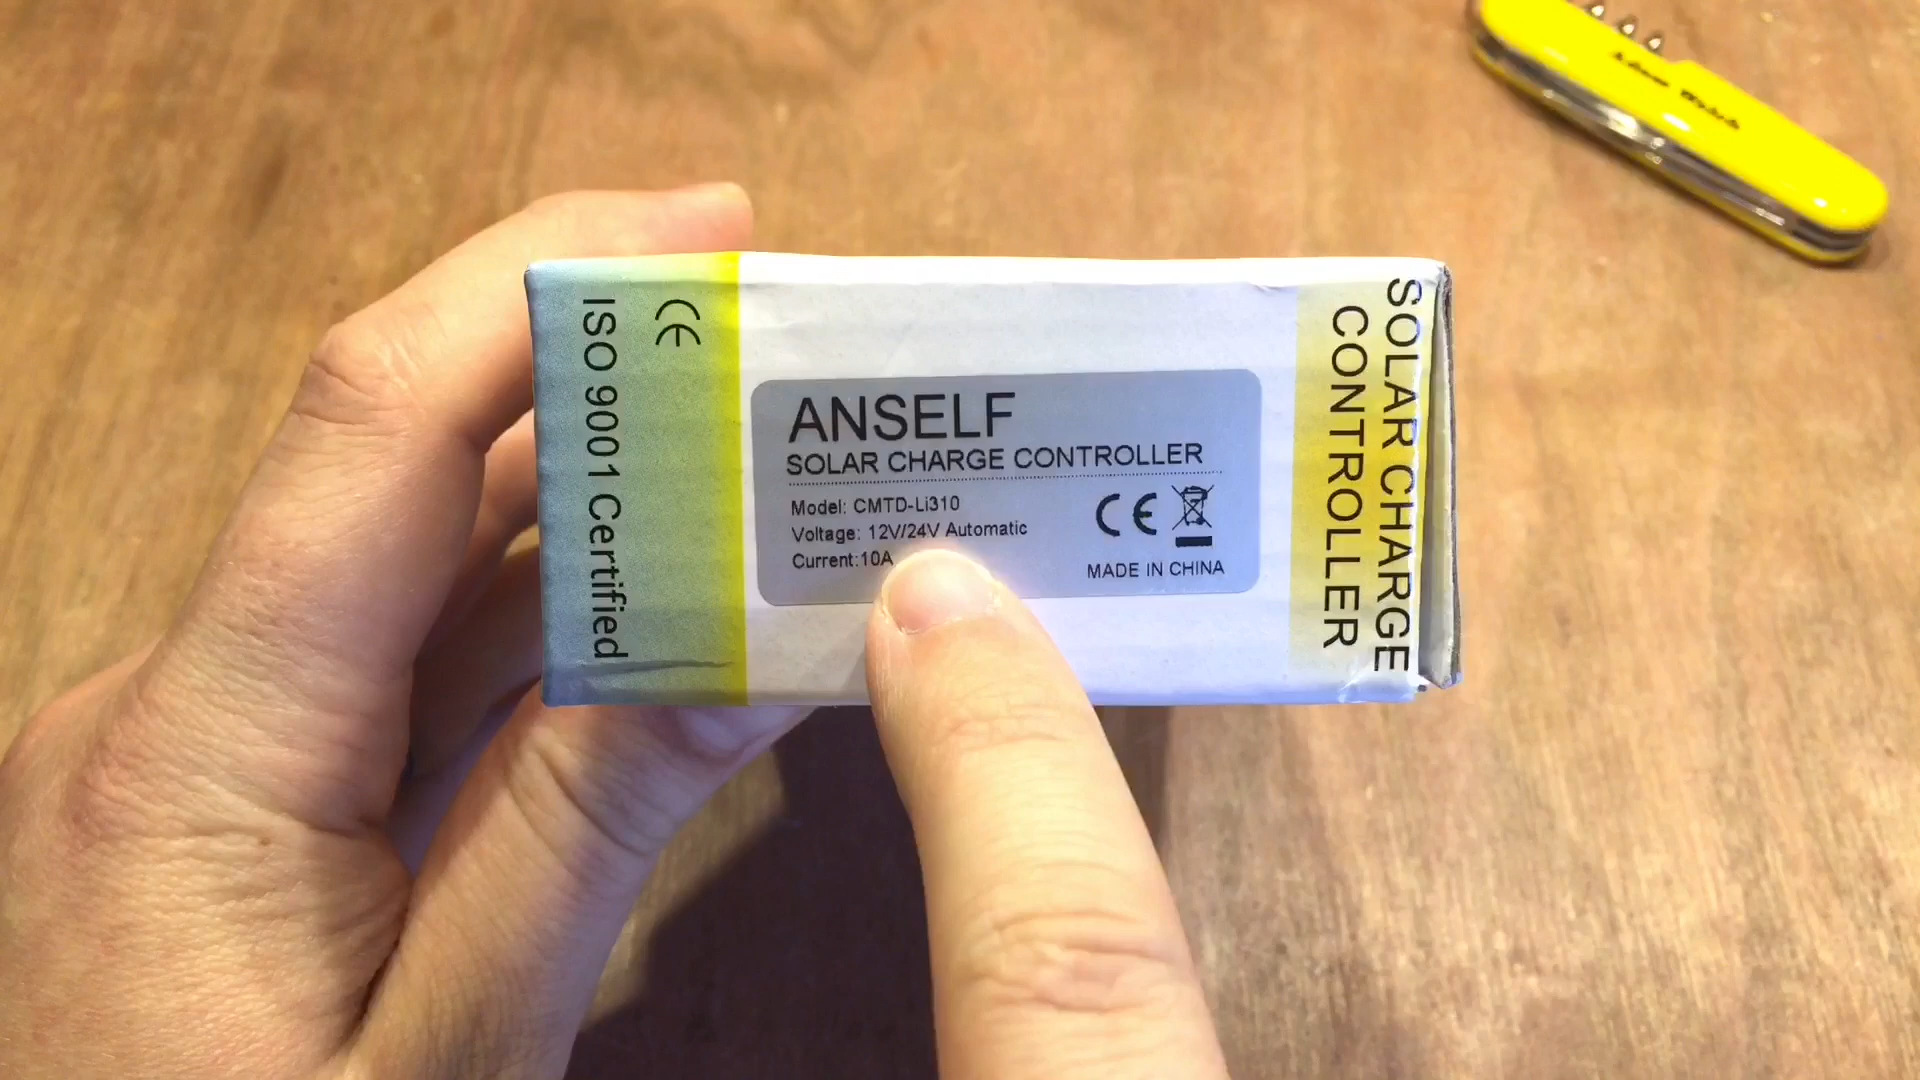 CE
ISO 9001 Certified
ANSELF
SOLAR CHARGE CONTROLLER
Model: CMTD-Li310
Voltage: 12V/24V Automatic
Current:10A
CE
MADE IN CHINA
SOLAR CHARGE
CONTROLLER